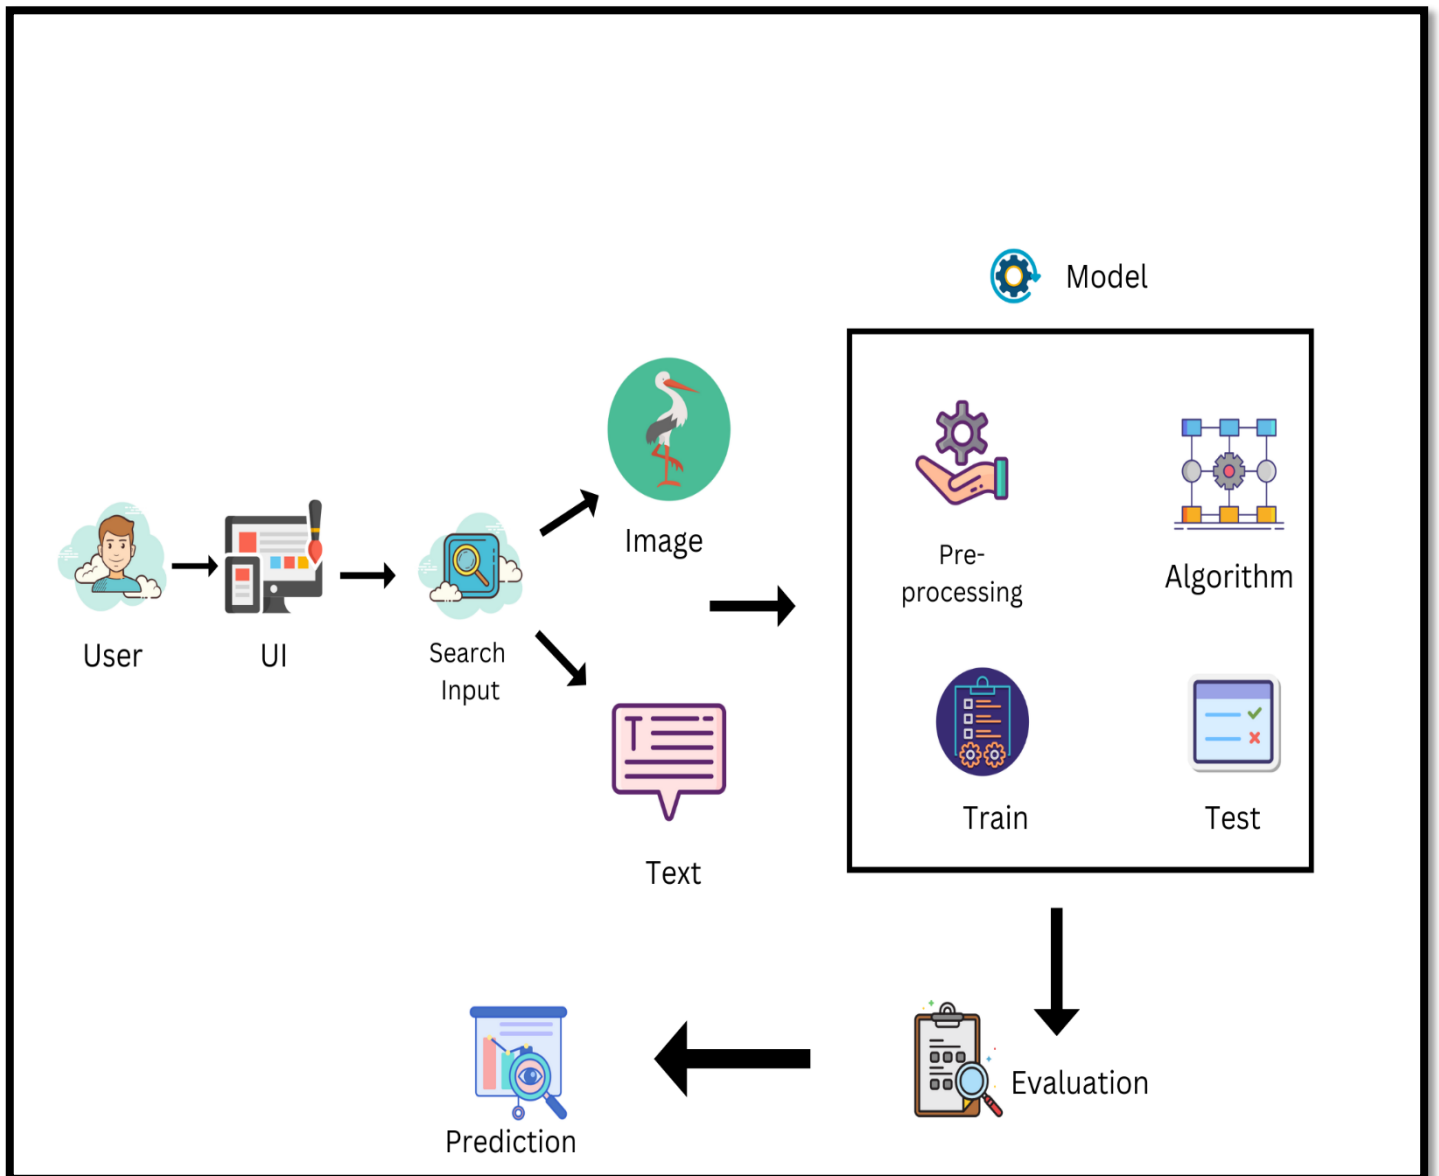 Model
Image
Pre-
processing
Algorithm
User
UI
Search
Input
Train
Test
Text
Evaluation
Prediction